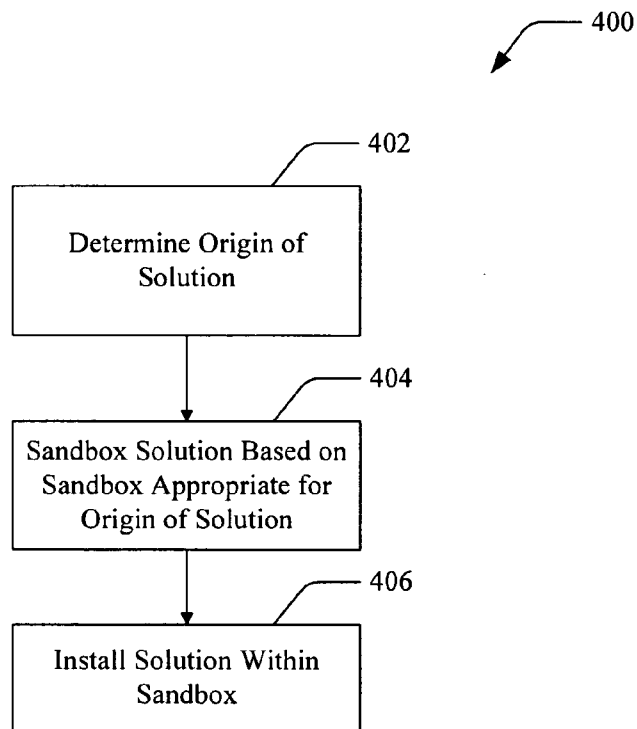 400
402
Determine Origin of
Solution
404
Sandbox Solution Based on
Sandbox Appropriate for
Origin of Solution
406
Install Solution Within
Sandbox